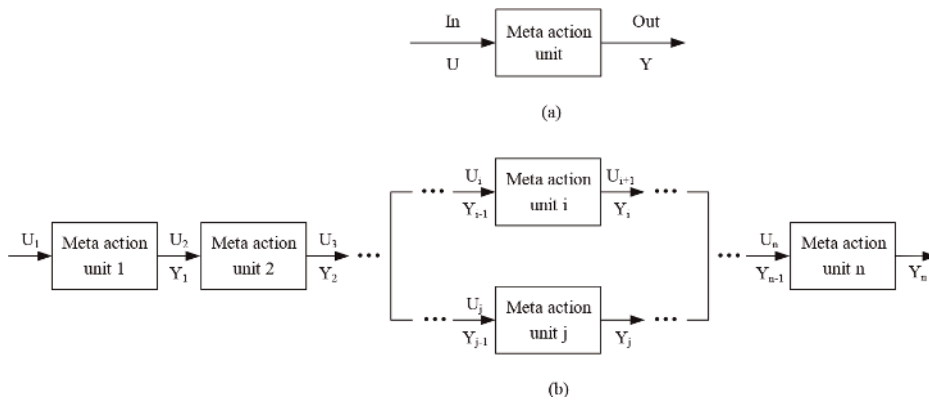 In
Out
Meta action
unit
U
Y
(a)
U₁
Meta action
unit 1
U₂
Y₁
Meta action
unit 2
U₃
Y₂
...
...
Uᵢ
Yᵢ₋₁
Meta action
unit i
Uᵢ₊₁
Yᵢ
...
...
Uⱼ
Yⱼ₋₁
Meta action
unit j
Yⱼ
...
...
Uₙ
Yₙ₋₁
Meta action
unit n
Yₙ
(b)